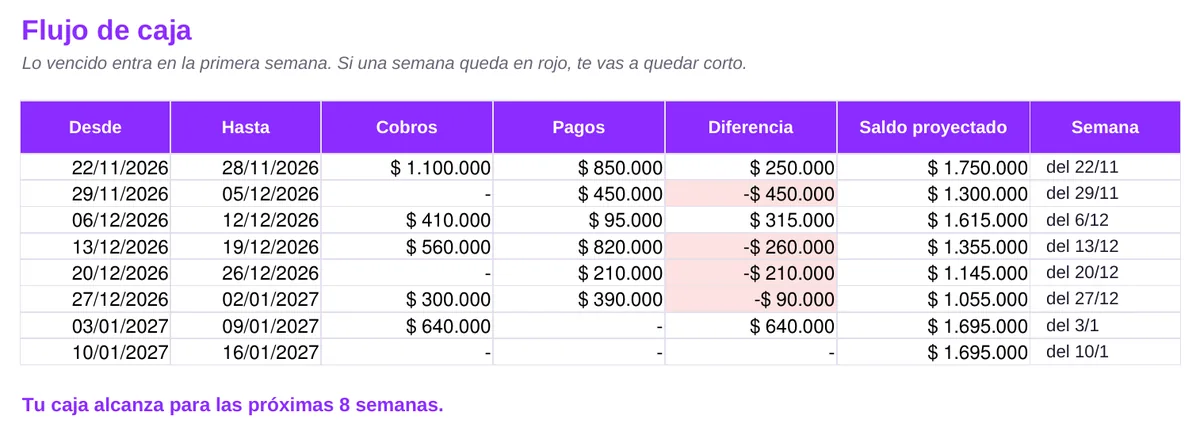 Flujo de caja
Lo vencido entra en la primera semana. Si una semana queda en rojo, te vas a quedar corto.
Desde Hasta Cobros Pagos Diferencia Saldo proyectado Semana
22/11/2026 28/11/2026 $ 1.100.000 $ 850.000 $ 250.000 $ 1.750.000 del 22/11
29/11/2026 05/12/2026 - $ 450.000 -$ 450.000 $ 1.300.000 del 29/11
06/12/2026 12/12/2026 $ 410.000 $ 95.000 $ 315.000 $ 1.615.000 del 6/12
13/12/2026 19/12/2026 $ 560.000 $ 820.000 -$ 260.000 $ 1.355.000 del 13/12
20/12/2026 26/12/2026 - $ 210.000 -$ 210.000 $ 1.145.000 del 20/12
27/12/2026 02/01/2027 $ 300.000 $ 390.000 -$ 90.000 $ 1.055.000 del 27/12
03/01/2027 09/01/2027 $ 640.000 - $ 640.000 $ 1.695.000 del 3/1
10/01/2027 16/01/2027 - - - $ 1.695.000 del 10/1
Tu caja alcanza para las próximas 8 semanas.